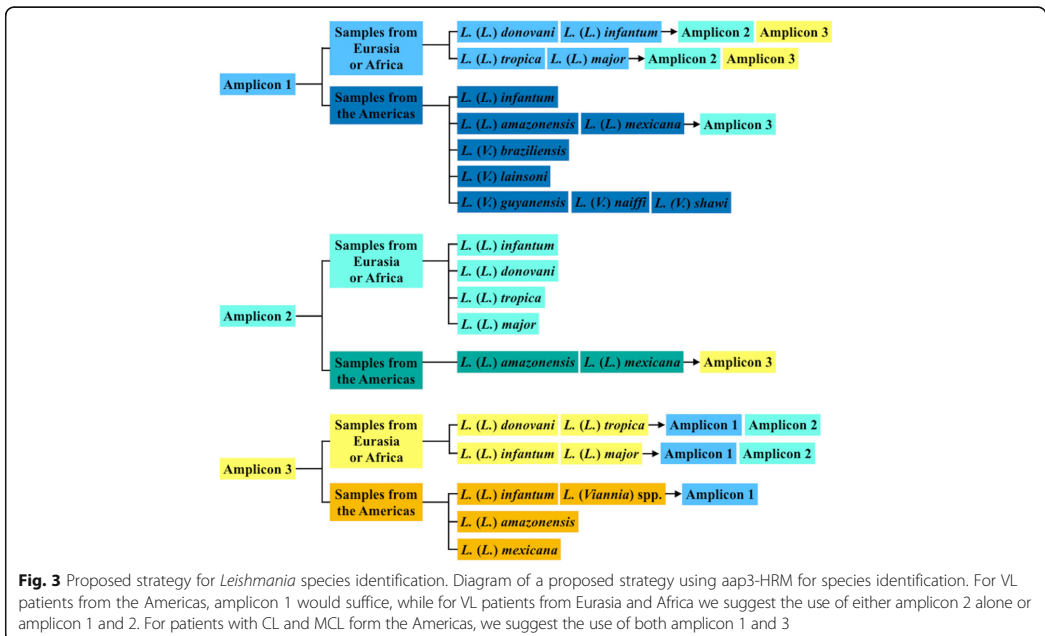 Samples from
Eurasia
or Africa
L. (L.) donovani L. (L.) infantum Amplicon 2 Amplicon 3
L. (L.) tropica L. (L.) major Amplicon 2 Amplicon 3
Amplicon 1
Samples from
the Americas
L. (L.) infantum
L. (L.) amazonensis L. (L.) mexicana Amplicon 3
L. (V.) braziliensis
L. (V.) lainsoni
L. (V.) guyanensis L. (V.) naiffi L. (V.) shawi
Samples from
Eurasia
or Africa
L. (L.) infantum
L. (L.) donovani
L. (L.) tropica
L. (L.) major
Amplicon 2
Samples from
the Americas
L. (L.) amazonensis L. (L.) mexicana Amplicon 3
Samples from
Eurasia
or Africa
L. (L.) donovani L. (L.) tropica Amplicon 1 Amplicon 2
L. (L.) infantum L. (L.) major Amplicon 1 Amplicon 2
Amplicon 3
Samples from
the Americas
L. (L.) infantum L. (Viannia) spp. Amplicon 1
L. (L.) amazonensis
L. (L.) mexicana
Fig. 3 Proposed strategy for Leishmania species identification. Diagram of a proposed strategy using aap3-HRM for species identification. For VL
patients from the Americas, amplicon 1 would suffice, while for VL patients from Eurasia and Africa we suggest the use of either amplicon 2 alone or
amplicon 1 and 2. For patients with CL and MCL form the Americas, we suggest the use of both amplicon 1 and 3